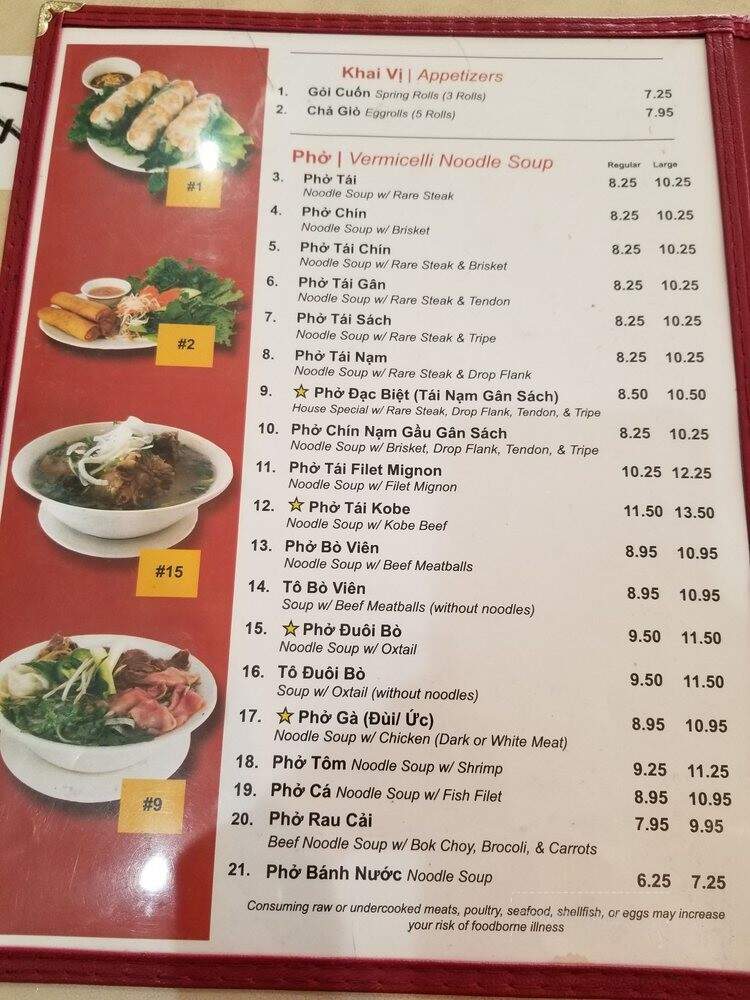 Khai Vị | Appetizers
1. Gỏi Cuốn Spring Rolls (3 Rolls) 7.25
2. Chả Giò Eggrolls (5 Rolls) 7.95
Phở | Vermicelli Noodle Soup Regular Large
3. Phở Tái 8.25 10.25
Noodle Soup w/ Rare Steak
4. Phở Chín 8.25 10.25
Noodle Soup w/ Brisket
5. Phở Tái Chín 8.25 10.25
Noodle Soup w/ Rare Steak & Brisket
6. Phở Tái Gân 8.25 10.25
Noodle Soup w/ Rare Steak & Tendon
7. Phở Tái Sách 8.25 10.25
Noodle Soup w/ Rare Steak & Tripe
8. Phở Tái Nạm 8.25 10.25
Noodle Soup w/ Rare Steak & Drop Flank
9. Phở Đạc Biệt (Tái Nạm Gân Sách) 8.50 10.50
House Special w/ Rare Steak, Drop Flank, Tendon, & Tripe
10. Phở Chín Nạm Gầu Gân Sách 8.25 10.25
Noodle Soup w/ Brisket, Drop Flank, Tendon, & Tripe
11. Phở Tái Filet Mignon 10.25 12.25
Noodle Soup w/ Filet Mignon
12. Phở Tái Kobe 11.50 13.50
Noodle Soup w/ Kobe Beef
13. Phở Bò Viên 8.95 10.95
Noodle Soup w/ Beef Meatballs
14. Tô Bò Viên 8.95 10.95
Soup w/ Beef Meatballs (without noodles)
15. Phở Đuôi Bò 9.50 11.50
Noodle Soup w/ Oxtail
16. Tô Đuôi Bò 9.50 11.50
Soup w/ Oxtail (without noodles)
17. Phở Gà (Đùi/ Ức) 8.95 10.95
Noodle Soup w/ Chicken (Dark or White Meat)
18. Phở Tôm Noodle Soup w/ Shrimp 9.25 11.25
19. Phở Cá Noodle Soup w/ Fish Filet 8.95 10.95
20. Phở Rau Cải 7.95 9.95
Beef Noodle Soup w/ Bok Choy, Brocoli, & Carrots
21. Phở Bánh Nước Noodle Soup 6.25 7.25
Consuming raw or undercooked meats, poultry, seafood, shellfish, or eggs may increase
your risk of foodborne illness
#1
#2
#15
#9